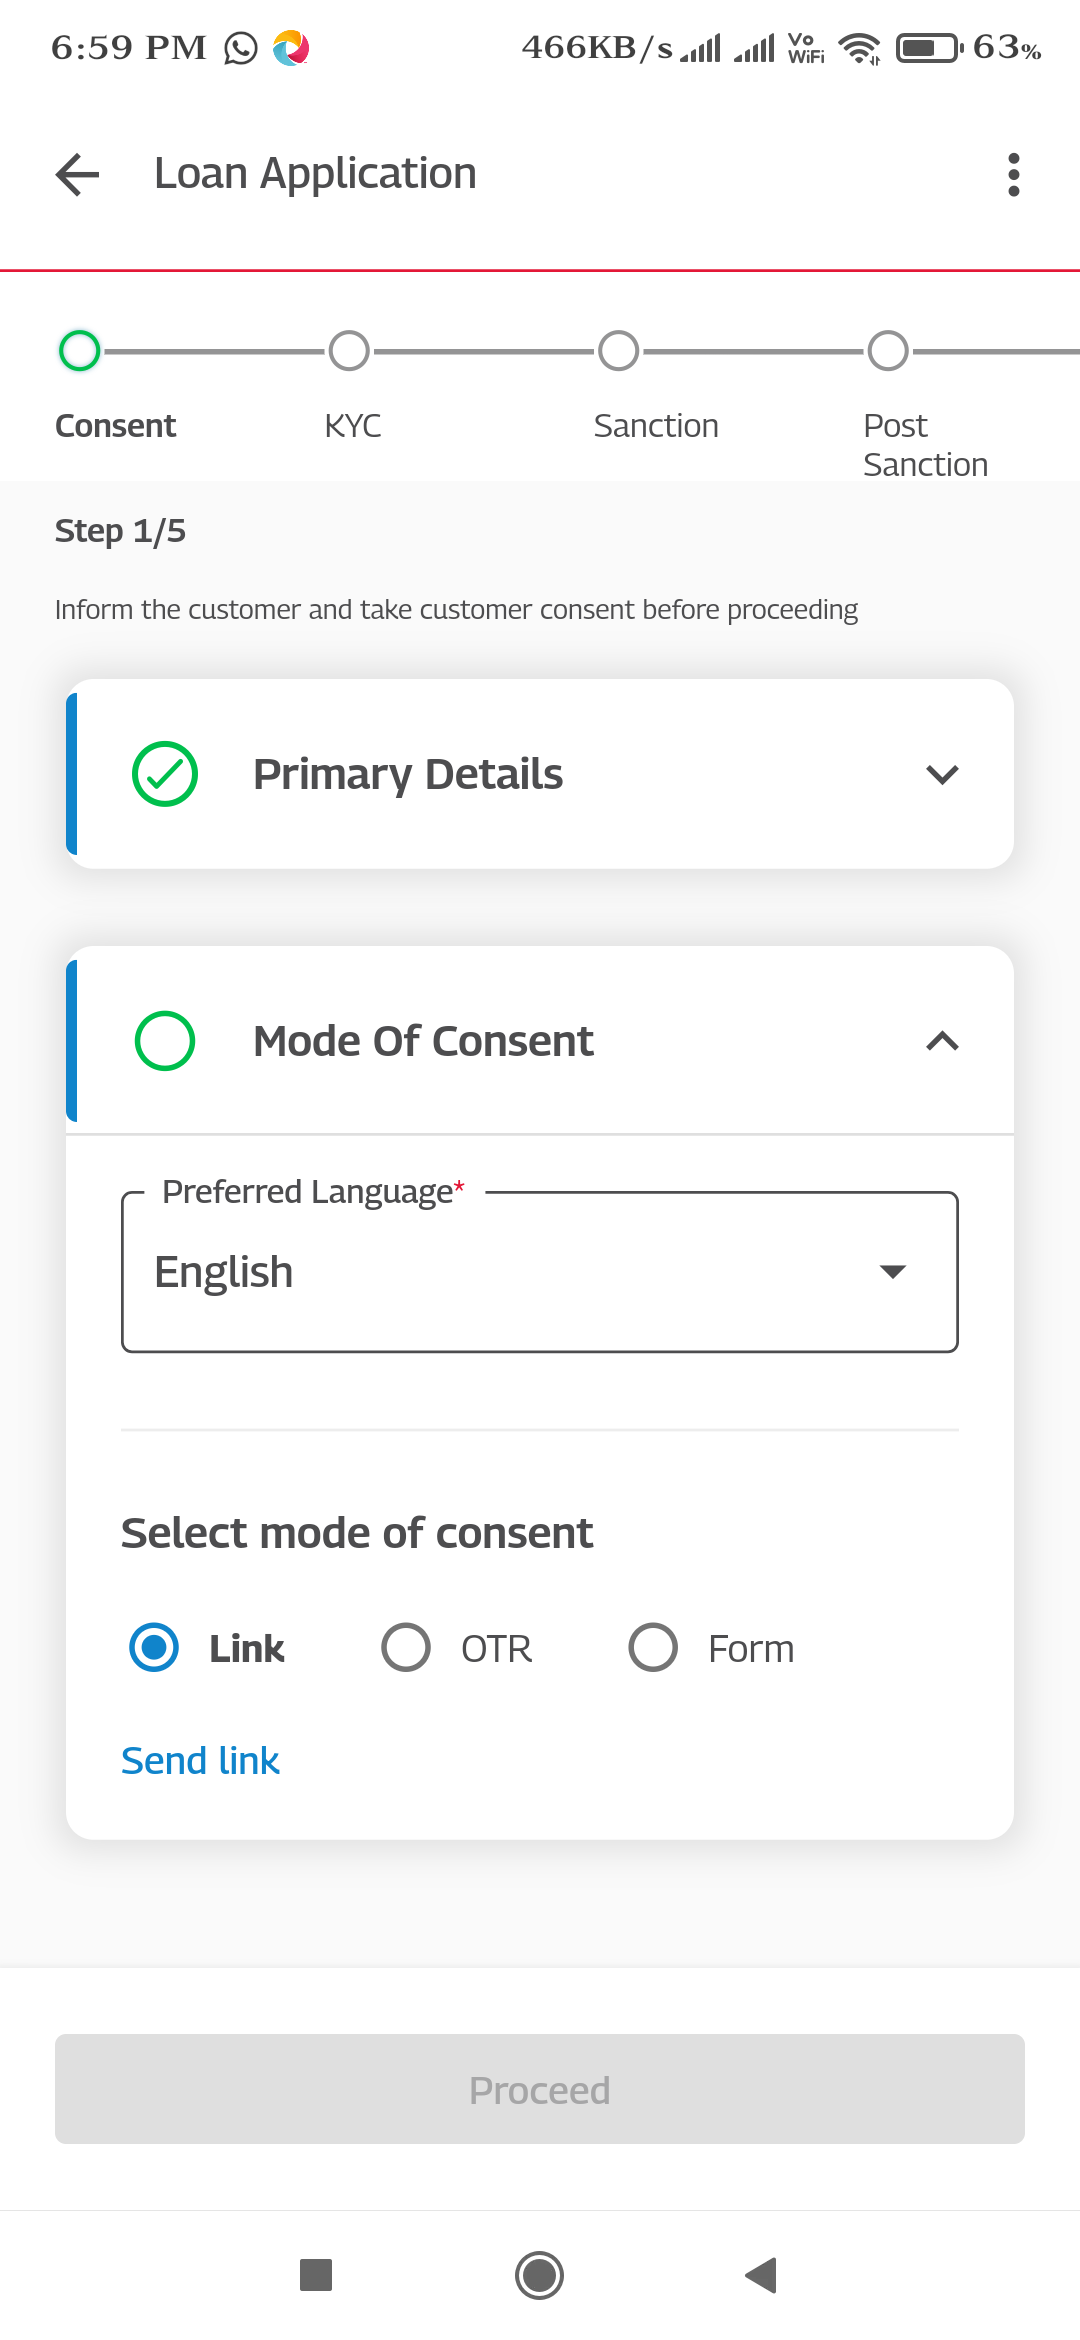 6:59 PM 466KB/s Vo WiFi 63%
Loan Application
Consent KYC Sanction Post Sanction
Step 1/5
Inform the customer and take customer consent before proceeding
Primary Details
Mode Of Consent
Preferred Language*
English
Select mode of consent
Link OTR Form
Send link
Proceed